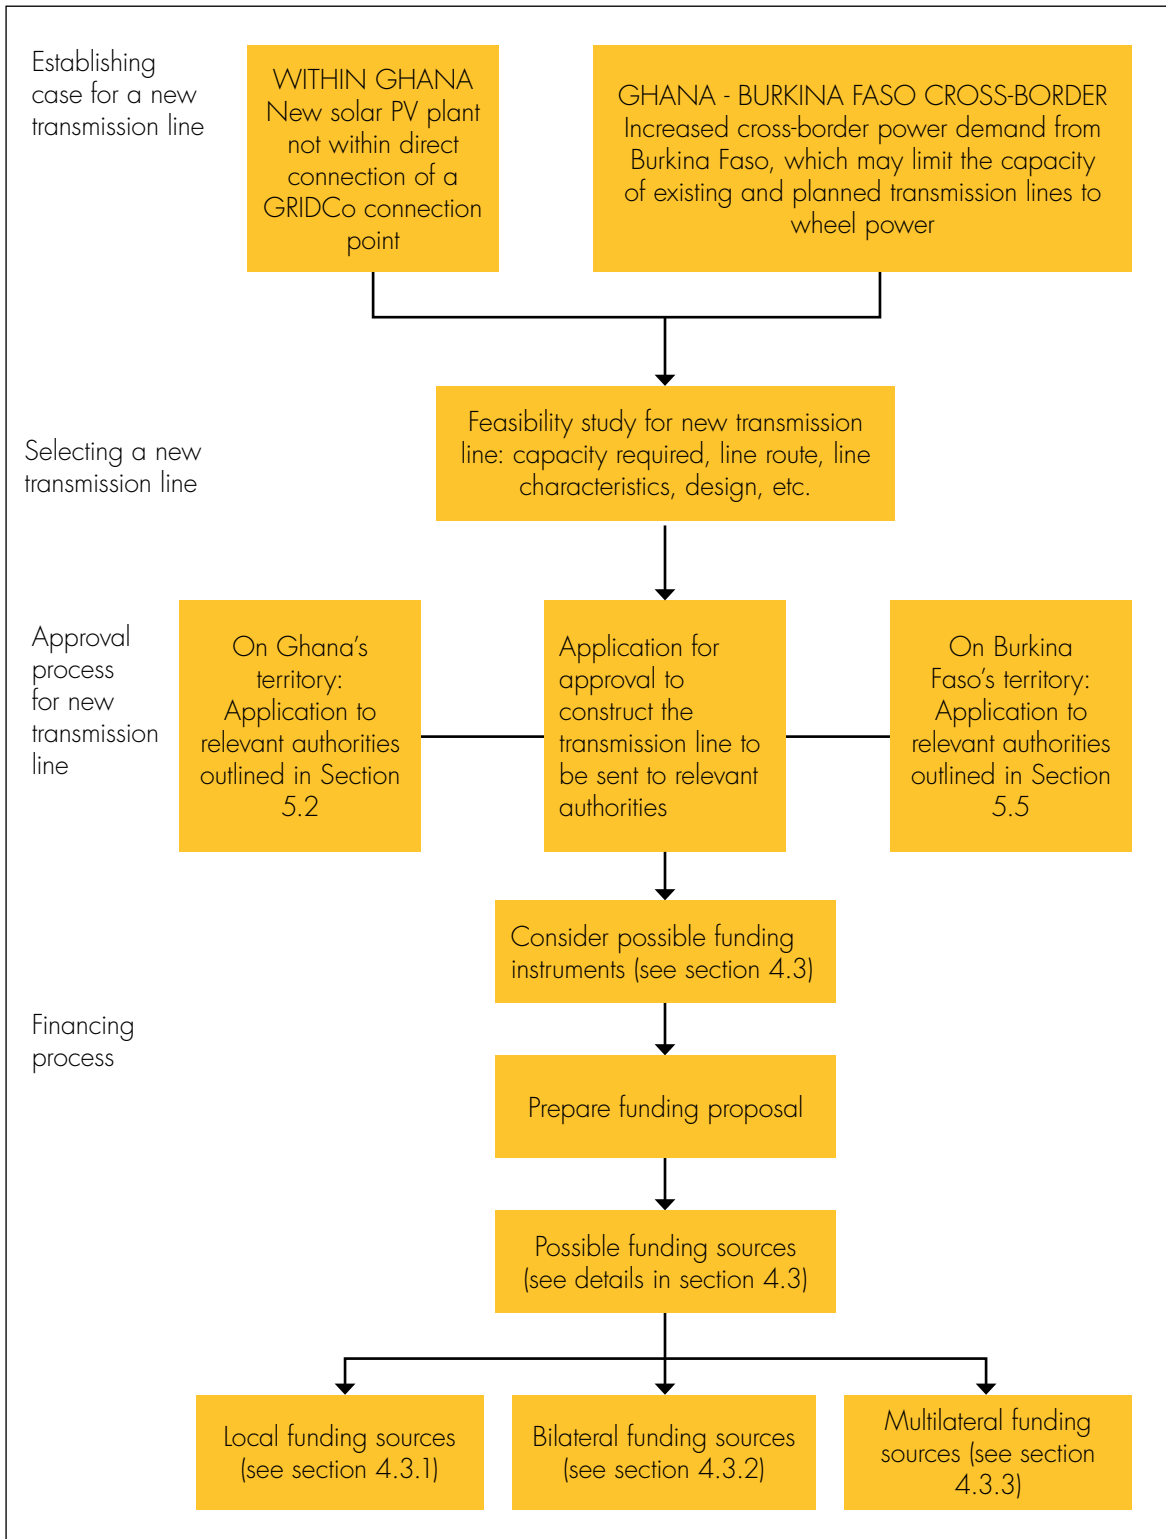 Establishing
case for a new
transmission line
WITHIN GHANA
New solar PV plant
not within direct
connection of a
GRIDCo connection
point
GHANA - BURKINA FASO CROSS-BORDER
Increased cross-border power demand from
Burkina Faso, which may limit the capacity
of existing and planned transmission lines to
wheel power
Selecting a new
transmission line
Feasibility study for new transmission
line: capacity required, line route, line
characteristics, design, etc.
Approval
process
for new
transmission
line
On Ghana’s
territory:
Application to
relevant authorities
outlined in Section
5.2
Application for
approval to
construct the
transmission line to
be sent to relevant
authorities
On Burkina
Faso’s territory:
Application to
relevant authorities
outlined in Section
5.5
Consider possible funding
instruments (see section 4.3)
Financing
process
Prepare funding proposal
Possible funding sources
(see details in section 4.3)
Local funding sources
(see section 4.3.1)
Bilateral funding sources
(see section 4.3.2)
Multilateral funding
sources (see section
4.3.3)